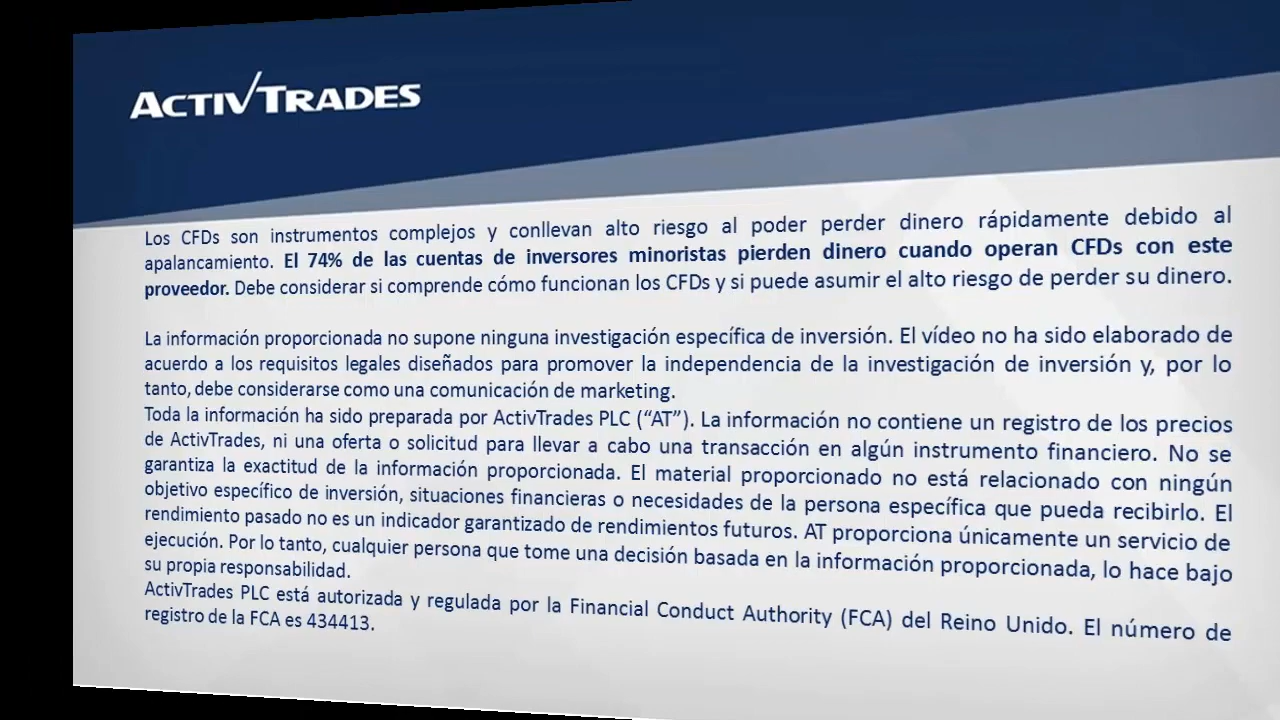 ACTIVTRADES
Los CFDs son instrumentos complejos y conllevan alto riesgo al poder perder dinero rápidamente debido al
apalancamiento. El 74% de las cuentas de inversores minoristas pierden dinero cuando operan CFDs con este
proveedor. Debe considerar si comprende cómo funcionan los CFDs y si puede asumir el alto riesgo de perder su dinero.
La información proporcionada no supone ninguna investigación específica de inversión. El vídeo no ha sido elaborado de
acuerdo a los requisitos legales diseñados para promover la independencia de la investigación de inversión y, por lo
tanto, debe considerarse como una comunicación de marketing.
Toda la información ha sido preparada por ActivTrades PLC (“AT”). La información no contiene un registro de los precios
de ActivTrades, ni una oferta o solicitud para llevar a cabo una transacción en algún instrumento financiero. No se
garantiza la exactitud de la información proporcionada. El material proporcionado no está relacionado con ningún
objetivo específico de inversión, situaciones financieras o necesidades de la persona específica que pueda recibirlo. El
rendimiento pasado no es un indicador garantizado de rendimientos futuros. AT proporciona únicamente un servicio de
ejecución. Por lo tanto, cualquier persona que tome una decisión basada en la información proporcionada, lo hace bajo
su propia responsabilidad.
ActivTrades PLC está autorizada y regulada por la Financial Conduct Authority (FCA) del Reino Unido. El número de
registro de la FCA es 434413.